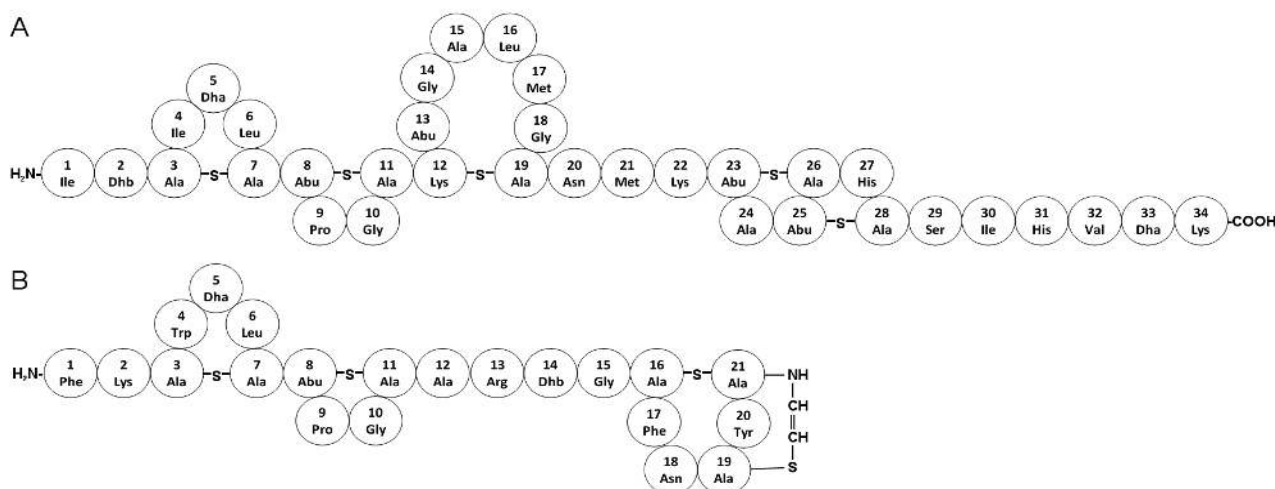 A
H₂N- 1 Ile 2 Dhb 3 Ala 4 Ile 5 Dha 6 Leu -S- 7 Ala 8 Abu 9 Pro 10 Gly -S- 11 Ala 12 Lys 13 Abu 14 Gly 15 Ala 16 Leu 17 Met 18 Gly -S- 19 Ala 20 Asn 21 Met 22 Lys 23 Abu 24 Ala 25 Abu -S- 26 Ala 27 His -S- 28 Ala 29 Ser 30 Ile 31 His 32 Val 33 Dha 34 Lys -COOH
B
H₂N- 1 Phe 2 Lys 3 Ala 4 Trp 5 Dha 6 Leu -S- 7 Ala 8 Abu 9 Pro 10 Gly -S- 11 Ala 12 Ala 13 Arg 14 Dhb 15 Gly 16 Ala 17 Phe 18 Asn 19 Ala 20 Tyr -S- 21 Ala NH CH CH S